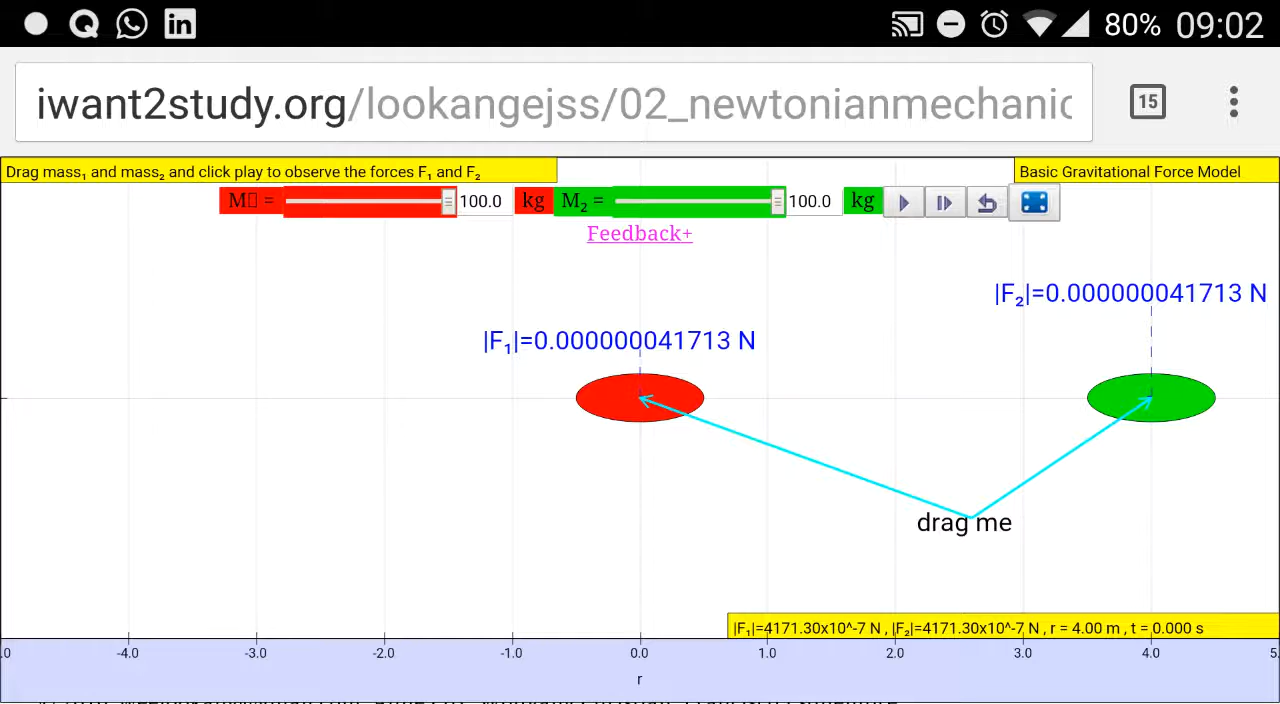 80% 09:02
iwant2study.org/lookangejss/02_newtonianmechanic
15
Drag mass₁ and mass₂ and click play to observe the forces F₁ and F₂
Basic Gravitational Force Model
M▯ = 100.0 kg M₂ = 100.0 kg
Feedback+
|F₂|=0.000000041713 N
|F₁|=0.000000041713 N
drag me
|F₁|=4171.30x10^-7 N , |F₂|=4171.30x10^-7 N , r = 4.00 m , t = 0.000 s
.0 -4.0 -3.0 -2.0 -1.0 0.0 1.0 2.0 3.0 4.0 5.
r